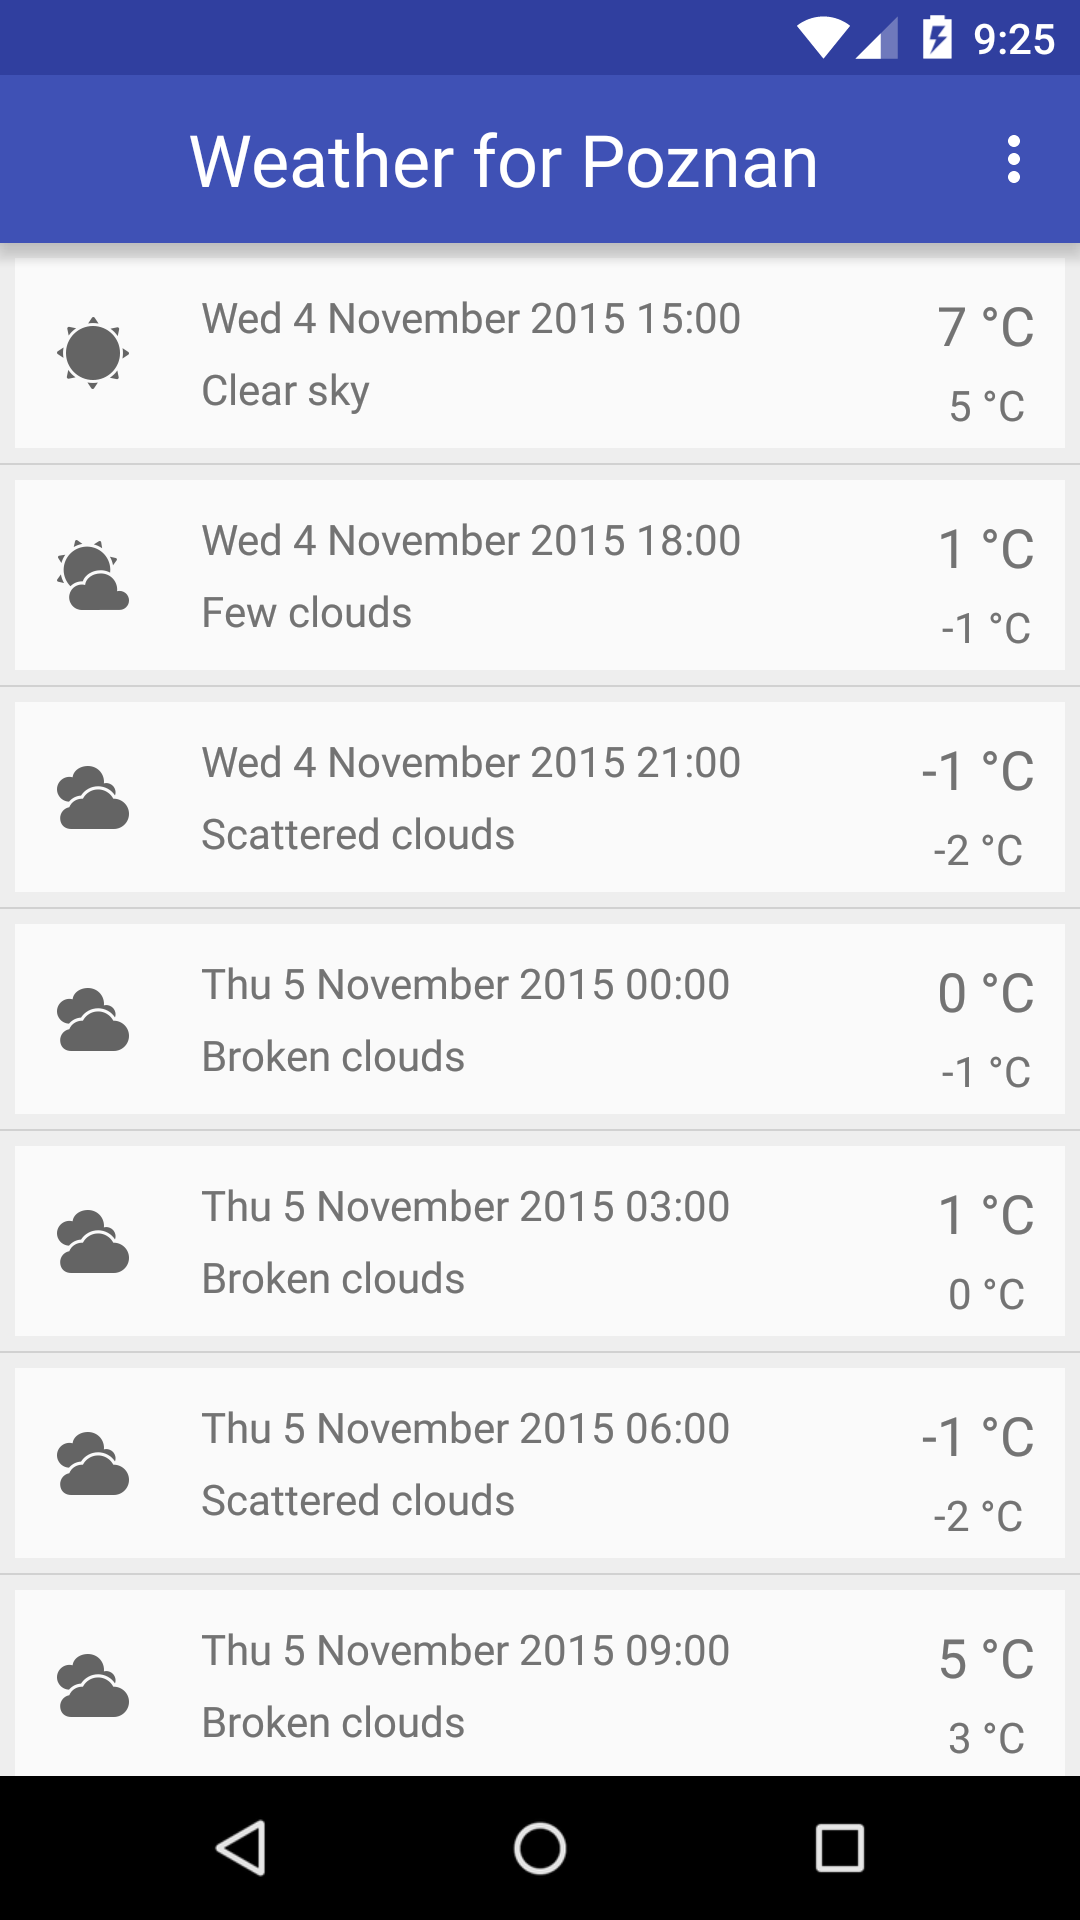 9:25
Weather for Poznan
Wed 4 November 2015 15:00
7 °C
Clear sky
5 °C
Wed 4 November 2015 18:00
1 °C
Few clouds
-1 °C
Wed 4 November 2015 21:00
-1 °C
Scattered clouds
-2 °C
Thu 5 November 2015 00:00
0 °C
Broken clouds
-1 °C
Thu 5 November 2015 03:00
1 °C
Broken clouds
0 °C
Thu 5 November 2015 06:00
-1 °C
Scattered clouds
-2 °C
Thu 5 November 2015 09:00
5 °C
Broken clouds
3 °C